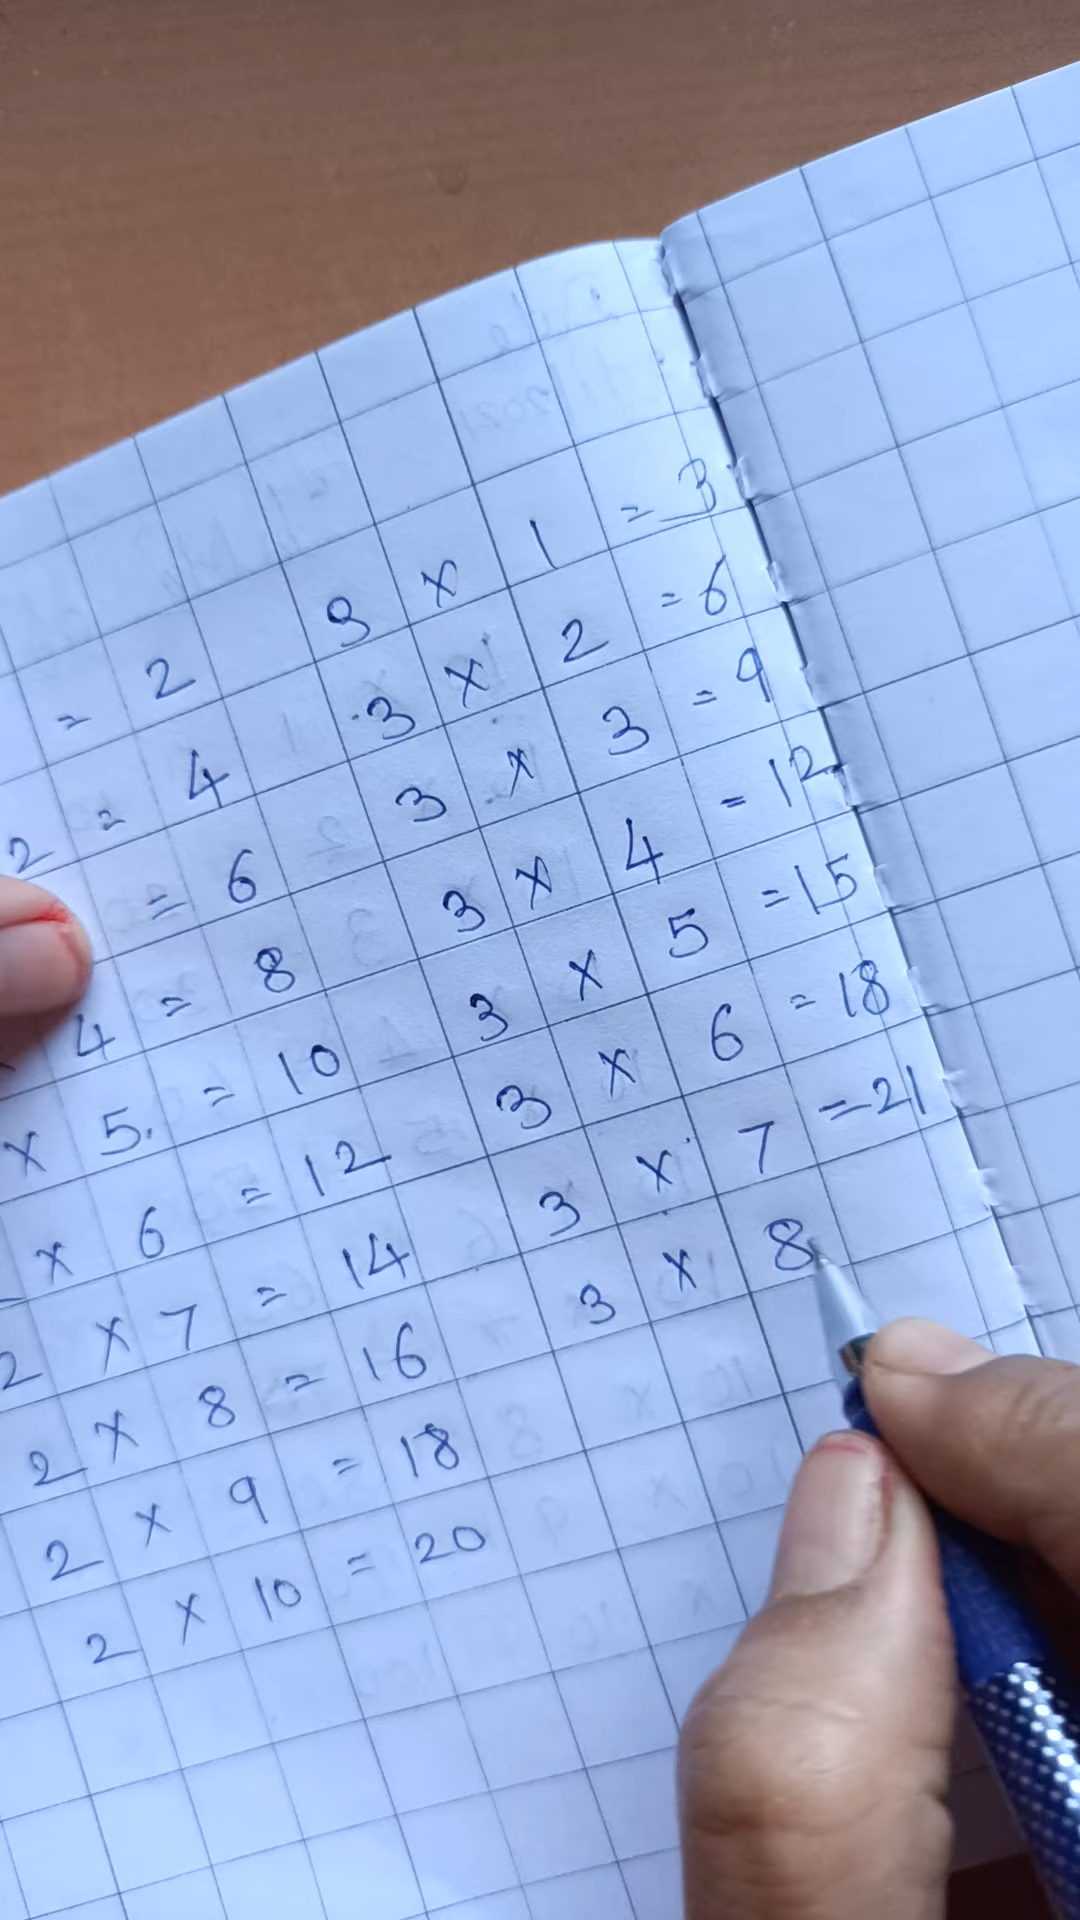 = 2
2 = 4
= 6
4 = 8
x 5. = 10
x 6 = 12
2 x 7 = 14
2 x 8 = 16
2 x 9 = 18
2 x 10 = 20
3 x 1 = 3
3 x 2 = 6
3 x 3 = 9
3 x 4 = 12
3 x 5 = 15
3 x 6 = 18
3 x 7 = 21
3 x 8